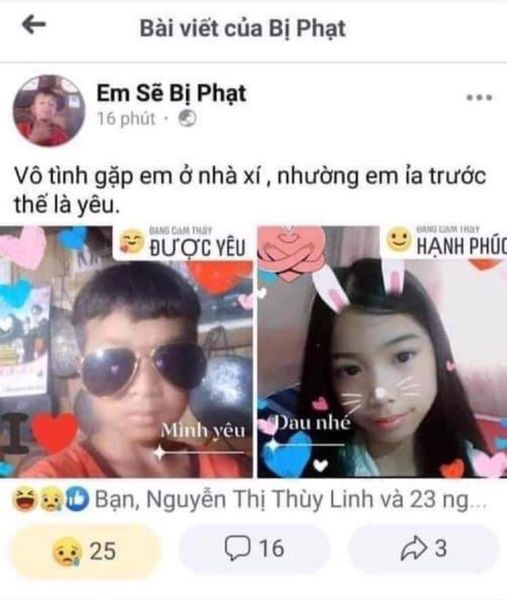 Bài viết của Bị Phạt
Em Sẽ Bị Phạt
16 phút
Vô tình gặp em ở nhà xí , nhường em ỉa trước
thế là yêu.
ĐANG CẢM THẤY
ĐƯỢC YÊU
ĐANG CẢM THẤY
HẠNH PHÚC
I
Mình yêu
Dau nhé
Bạn, Nguyễn Thị Thùy Linh và 23 ng...
25
16
3